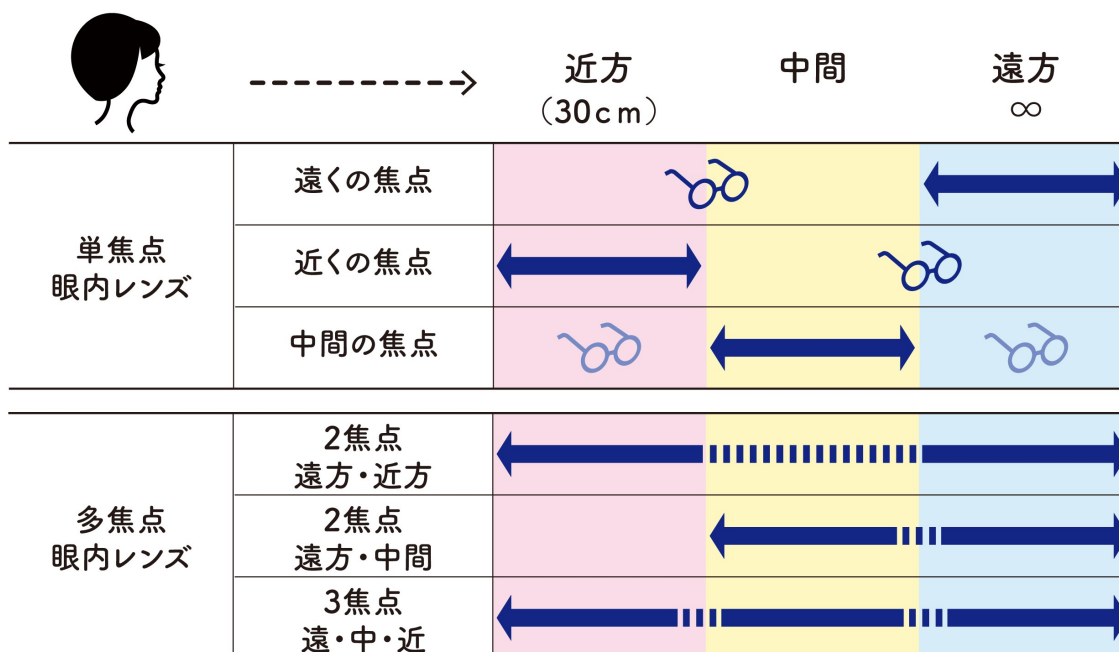 近方
中間
遠方
（30cm）
∞
単焦点
眼内レンズ
遠くの焦点
近くの焦点
中間の焦点
多焦点
眼内レンズ
2焦点
遠方・近方
2焦点
遠方・中間
3焦点
遠・中・近